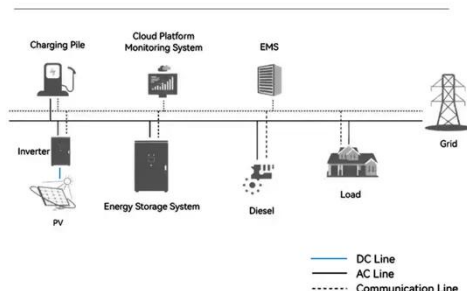 Charging Pile
Cloud Platform
Monitoring System
EMS
Inverter
Grid
PV
Energy Storage System
Diesel
Load
DC Line
AC Line
Communication Line